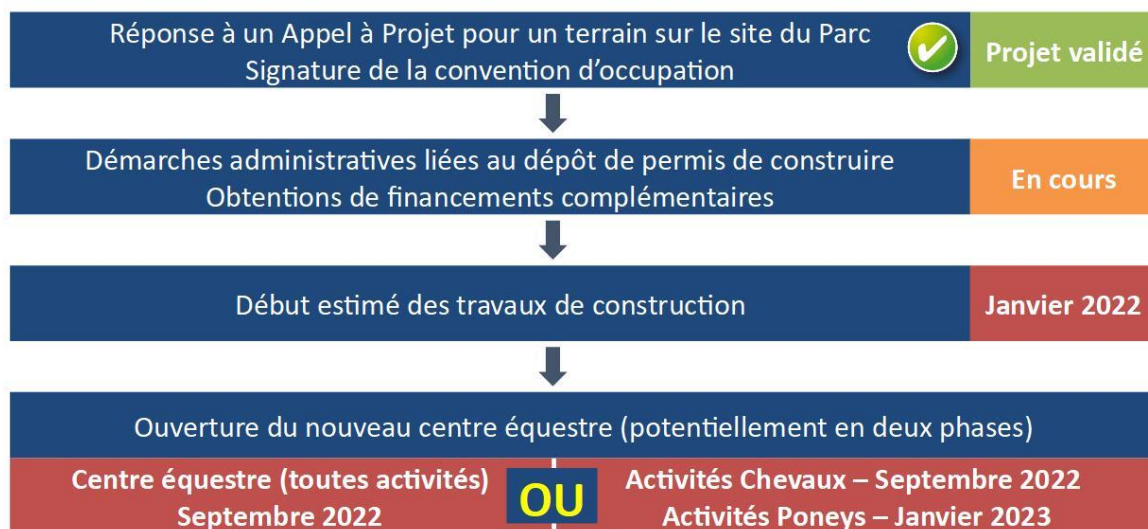 Réponse à un Appel à Projet pour un terrain sur le site du Parc
Signature de la convention d'occupation
Projet validé
Démarches administratives liées au dépôt de permis de construire
Obtentions de financements complémentaires
En cours
Début estimé des travaux de construction
Janvier 2022
Ouverture du nouveau centre équestre (potentiellement en deux phases)
Centre équestre (toutes activités)
Septembre 2022
OU
Activités Chevaux – Septembre 2022
Activités Poneys – Janvier 2023